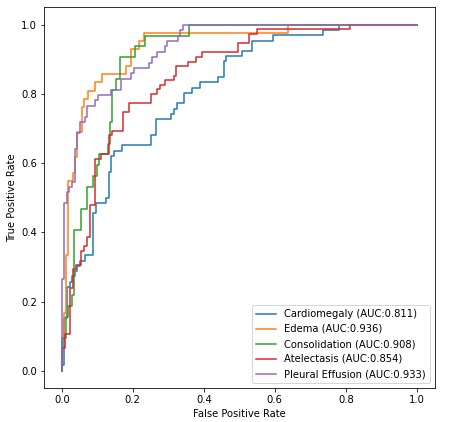 1.0
0.8
0.6
0.4
0.2
0.0
True Positive Rate
Cardiomegaly (AUC:0.811)
Edema (AUC:0.936)
Consolidation (AUC:0.908)
Atelectasis (AUC:0.854)
Pleural Effusion (AUC:0.933)
0.0 0.2 0.4 0.6 0.8 1.0
False Positive Rate